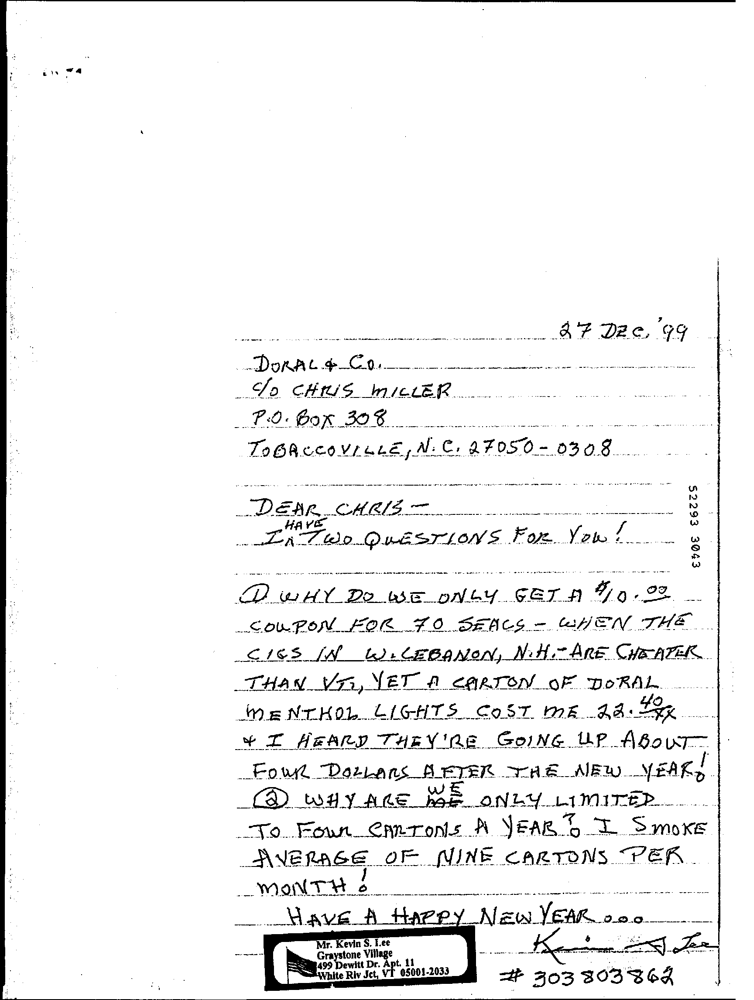 27 DEC, '99
DORAL & CO.
c/o CHRIS MILLER
P.O. BOX 308
TOBACCOVILLE, N.C. 27050-0308
DEAR CHRIS -
I HAVE TWO QUESTIONS FOR YOU!
① WHY DO WE ONLY GET A $10.00
COUPON FOR 70 SEALS - WHEN THE
CIGS IN W. LEBANON, N.H. - ARE CHEAPER
THAN VT., YET A CARTON OF DORAL
MENTHOL LIGHTS COST ME 22.40/XX
& I HEARD THEY'RE GOING UP ABOUT
FOUR DOLLARS AFTER THE NEW YEAR!
② WHY ARE WE ONLY LIMITED
TO FOUR CARTONS A YEAR? I SMOKE
AVERAGE OF NINE CARTONS PER
MONTH!
HAVE A HAPPY NEW YEAR...
Mr. Kevin S. Lee
Graystone Village
499 Dewitt Dr. Apt. 11
White Riv Jct, VT 05001-2033
Kevin S Lee
# 303803862
52293 3043